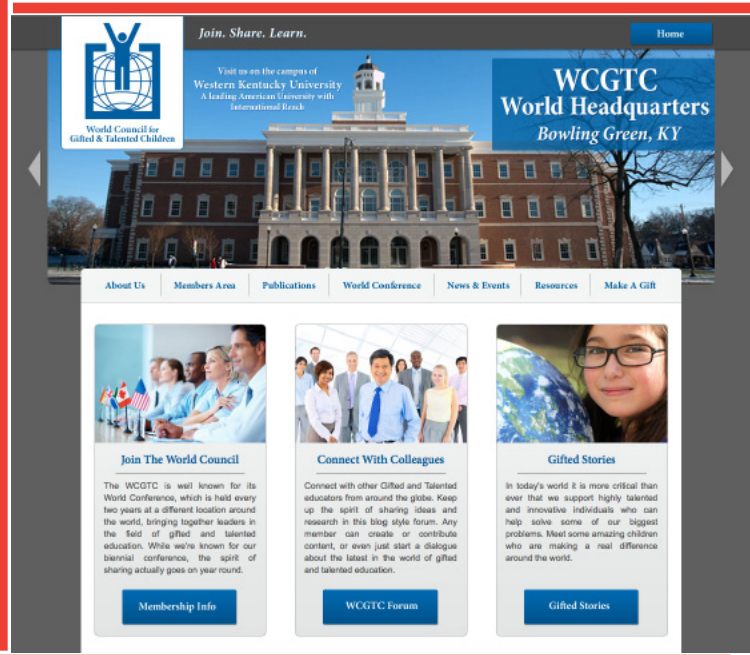 Join. Share. Learn.
Home
World Council for
Gifted & Talented Children
Visit us on the campus of
Western Kentucky University
A leading American University with
International Reach
WCGTC
World Headquarters
Bowling Green, KY
About Us
Members Area
Publications
World Conference
News & Events
Resources
Make A Gift
Join The World Council
The WCGTC is well known for its
World Conference, which is held every
two years at a different location around
the world, bringing together leaders in
the field of gifted and talented
education. While we're known for our
biennial conference, the spirit of
sharing actually goes on year round.
Membership Info
Connect With Colleagues
Connect with other Gifted and Talented
educators from around the globe. Keep
up the spirit of sharing ideas and
research in this blog style forum. Any
member can create or contribute
content, or even just start a dialogue
about the latest in the world of gifted
and talented education.
WCGTC Forum
Gifted Stories
In today's world it is more critical than
ever that we support highly talented
and innovative individuals who can
help solve some of our biggest
problems. Meet some amazing children
who are making a real difference
around the world.
Gifted Stories